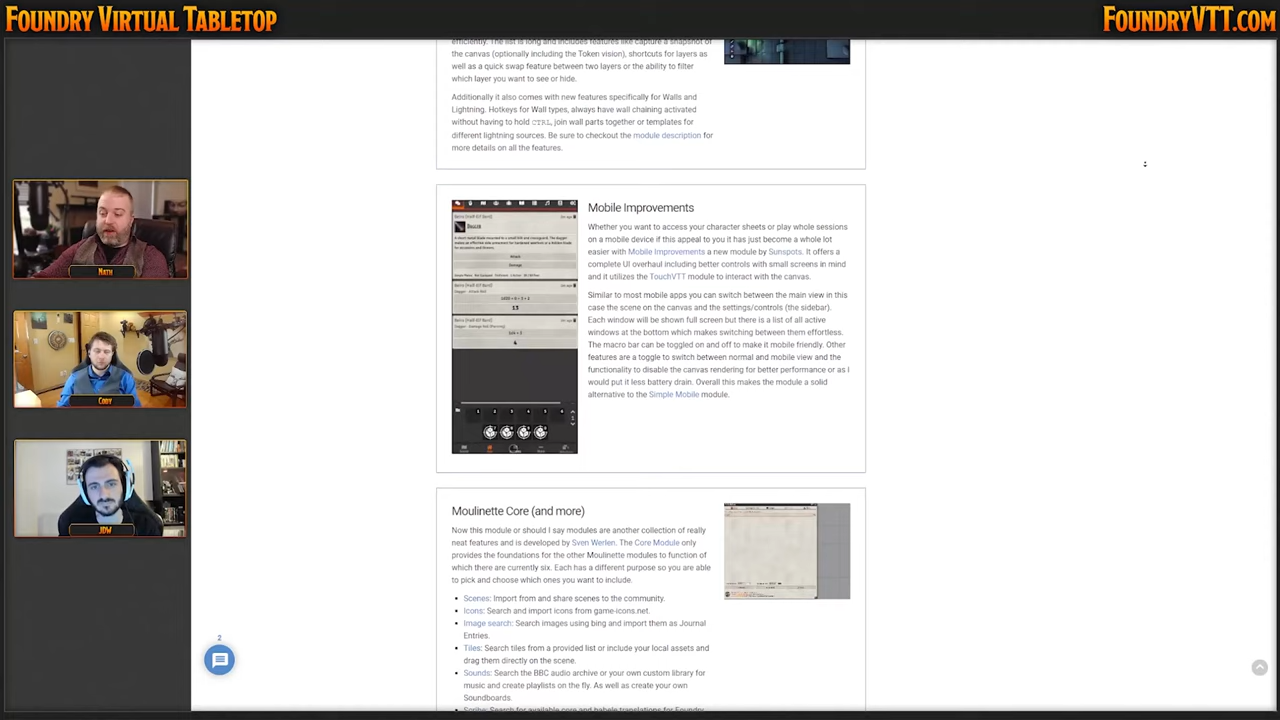 FOUNDRY VIRTUAL TABLETOP
FOUNDRYVTT.COM
NATH
CORY
JDW
efficiently. The list is long and includes features like capture a snapshot of
the canvas (optionally including the Token vision), shortcuts for layers as
well as a quick swap feature between two layers or the ability to filter
which layer you want to see or hide.
Additionally it also comes with new features specifically for Walls and
Lightning. Hotkeys for Wall types, always have wall chaining activated
without having to hold CTRL, join wall parts together or templates for
different lightning sources. Be sure to checkout the module description for
more details on all the features.
Mobile Improvements
Whether you want to access your character sheets or play whole sessions
on a mobile device if this appeal to you it has just become a whole lot
easier with Mobile Improvements a new module by Sunspots. It offers a
complete UI overhaul including better controls with small screens in mind
and it utilizes the TouchVTT module to interact with the canvas.
Similar to most mobile apps you can switch between the main view in this
case the scene on the canvas and the settings/controls (the sidebar).
Each window will be shown full screen but there is a list of all active
windows at the bottom which makes switching between them effortless.
The macro bar can be toggled on and off to make it mobile friendly. Other
features are a toggle to switch between normal and mobile view and the
functionality to disable the canvas rendering for better performance or as I
would put it less battery drain. Overall this makes the module a solid
alternative to the Simple Mobile module.
Moulinette Core (and more)
Now this module or should I say modules are another collection of really
neat features and is developed by Sven Werlen. The Core Module only
provides the foundations for the other Moulinette modules to function of
which there are currently six. Each has a different purpose so you are able
to pick and choose which ones you want to include.
• Scenes: Import from and share scenes to the community.
• Icons: Search and import icons from game-icons.net.
• Image search: Search images using bing and import them as Journal
Entries.
• Tiles: Search tiles from a provided list or include your local assets and
drag them directly on the scene.
• Sounds: Search the BBC audio archive or your own custom library for
music and create playlists on the fly. As well as create your own
Soundboards.
2